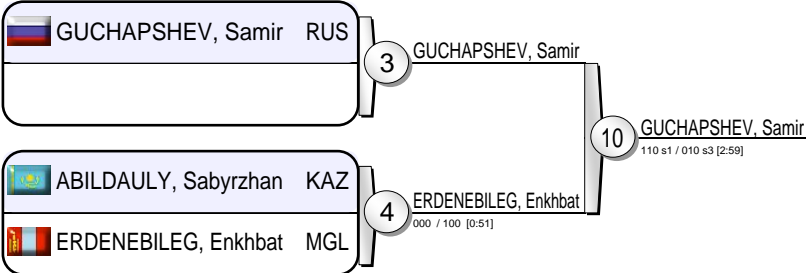 GUCHAPSHEV, Samir RUS
3
GUCHAPSHEV, Samir
10
GUCHAPSHEV, Samir
110 s1 / 010 s3 [2:59]
ABILDAULY, Sabyrzhan KAZ
4
ERDENEBILEG, Enkhbat
000 / 100 [0:51]
ERDENEBILEG, Enkhbat MGL